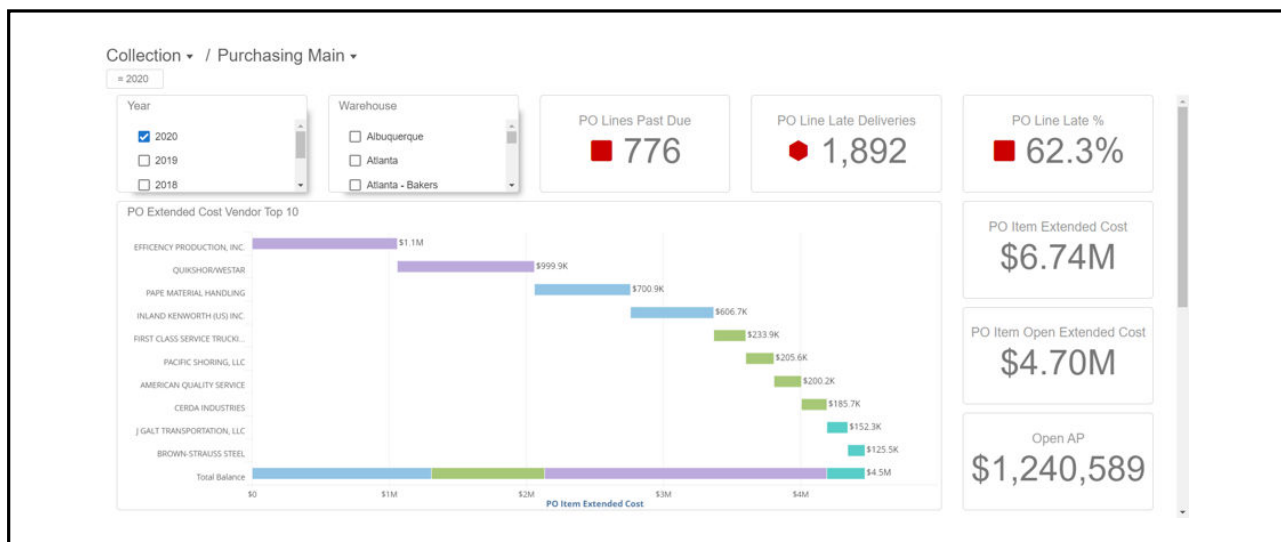 Collection / Purchasing Main
= 2020
Year
2020
2019
2018
Warehouse
Albuquerque
Atlanta
Atlanta - Bakers
PO Lines Past Due
776
PO Line Late Deliveries
1,892
PO Line Late %
62.3%
PO Extended Cost Vendor Top 10
EFFICENCY PRODUCTION, INC. $1.1M
QUIKSHOR/WESTAR $999.9K
PAPE MATERIAL HANDLING $700.9K
INLAND KENWORTH (US) INC. $606.7K
FIRST CLASS SERVICE TRUCKI... $233.9K
PACIFIC SHORING, LLC $205.6K
AMERICAN QUALITY SERVICE $200.2K
CERDA INDUSTRIES $185.7K
J GALT TRANSPORTATION, LLC $152.3K
BROWN-STRAUSS STEEL $125.5K
Total Balance $4.5M
$0 $1M $2M $3M $4M
PO Item Extended Cost
PO Item Extended Cost
$6.74M
PO Item Open Extended Cost
$4.70M
Open AP
$1,240,589